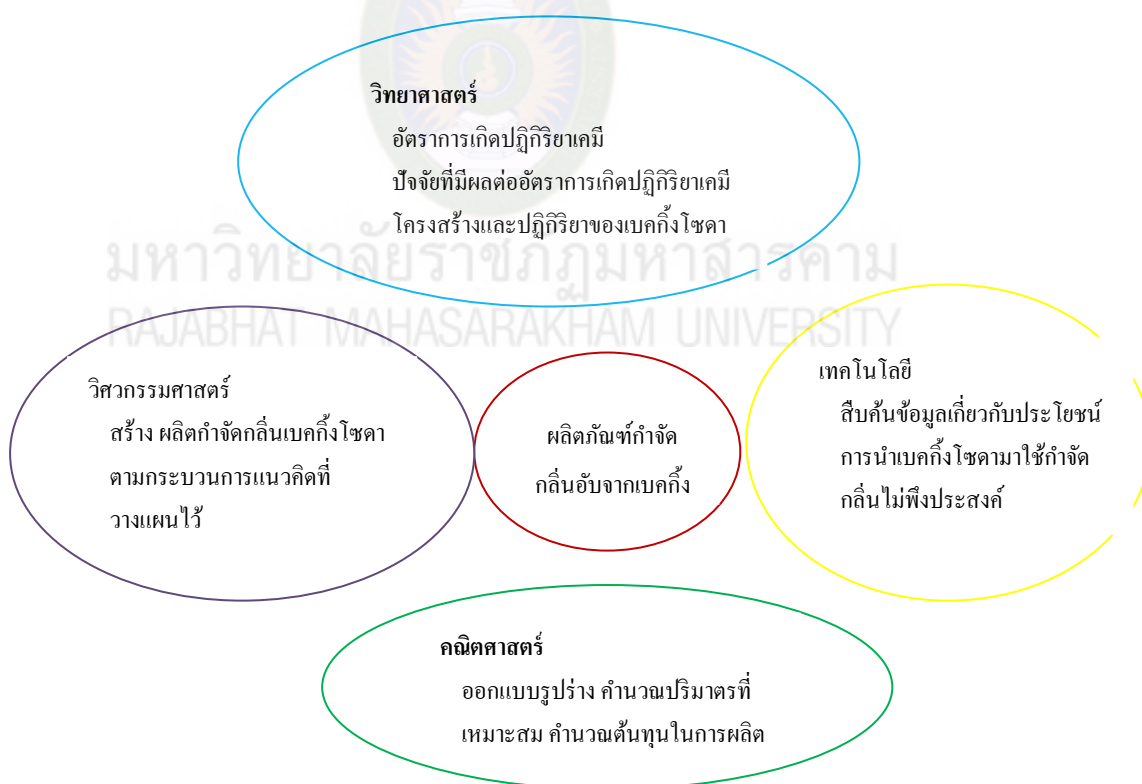 วิทยาศาสตร์
อัตราการเกิดปฏิกิริยาเคมี
ปัจจัยที่มีผลต่ออัตราการเกิดปฏิกิริยาเคมี
โครงสร้างและปฏิกิริยาของเบคกิ้งโซดา
มหาวิทยาลัยราชภัฏมหาสารคาม
RAJABHAT MAHASARAKHAM UNIVERSITY
วิศวกรรมศาสตร์
สร้าง ผลิตกำจัดกลิ่นเบคกิ้งโซดา
ตามกระบวนการแนวคิดที่
วางแผนไว้
ผลิตภัณฑ์กำจัด
กลิ่นอับจากเบคกิ้ง
เทคโนโลยี
สืบค้นข้อมูลเกี่ยวกับประโยชน์
การนำเบคกิ้งโซดามาใช้กำจัด
กลิ่นไม่พึงประสงค์
คณิตศาสตร์
ออกแบบรูปร่าง คำนวณปริมาตรที่
เหมาะสม คำนวณต้นทุนในการผลิต